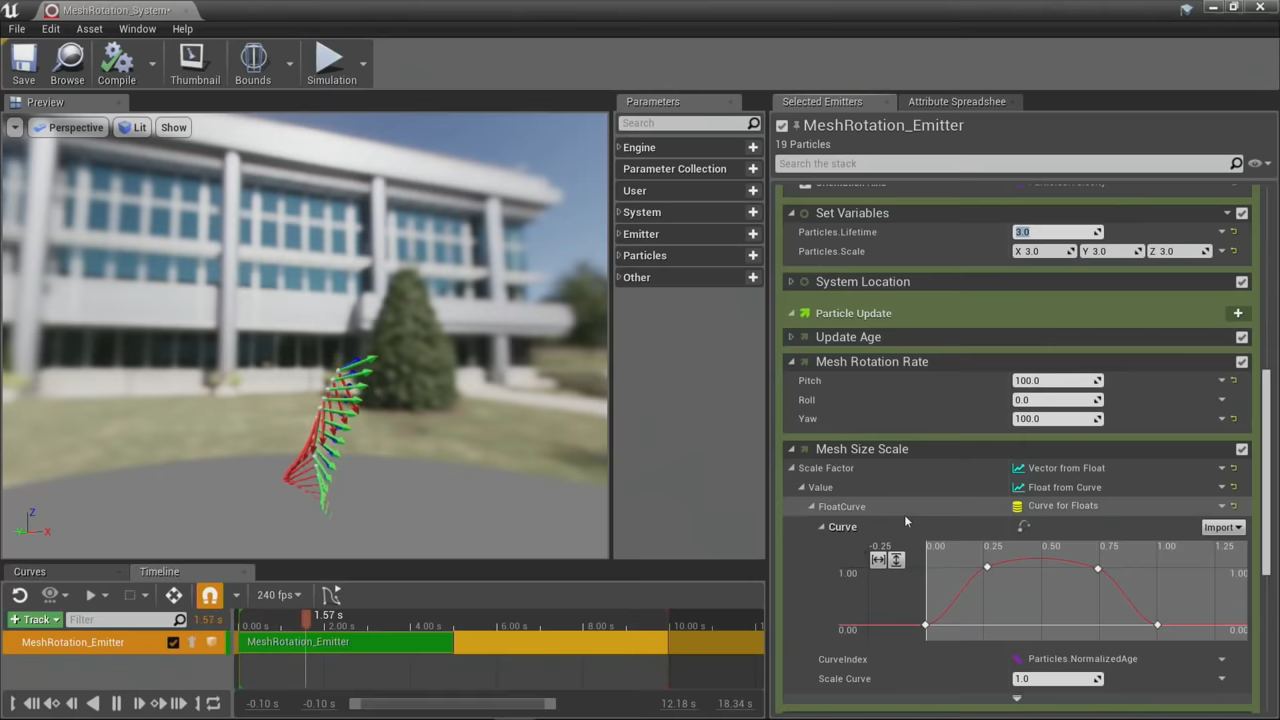 MeshRotation_System*
File Edit Asset Window Help
Save Browse Compile Thumbnail Bounds Simulation
Preview
Perspective Lit Show
Z
Y X
Parameters
Search
Engine
Parameter Collection
User
System
Emitter
Particles
Other
Selected Emitters Attribute Spreadshee
MeshRotation_Emitter
19 Particles
Search the stack
Set Variables
Particles.Lifetime 3.0
Particles.Scale X 3.0 Y 3.0 Z 3.0
System Location
Particle Update
Update Age
Mesh Rotation Rate
Pitch 100.0
Roll 0.0
Yaw 100.0
Mesh Size Scale
Scale Factor Vector from Float
Value Float from Curve
FloatCurve Curve for Floats
Curve Import
-0.25 0.00 0.25 0.50 0.75 1.00 1.25
1.00 1.00
0.00 0.00
CurveIndex Particles.NormalizedAge
Scale Curve 1.0
Curves Timeline
240 fps
1.57 s
+ Track Filter 1.57 s
0.00 s 2.00 s 4.00 s 6.00 s 8.00 s 10.00 s
MeshRotation_Emitter MeshRotation_Emitter
-0.10 s -0.10 s 12.18 s 18.34 s